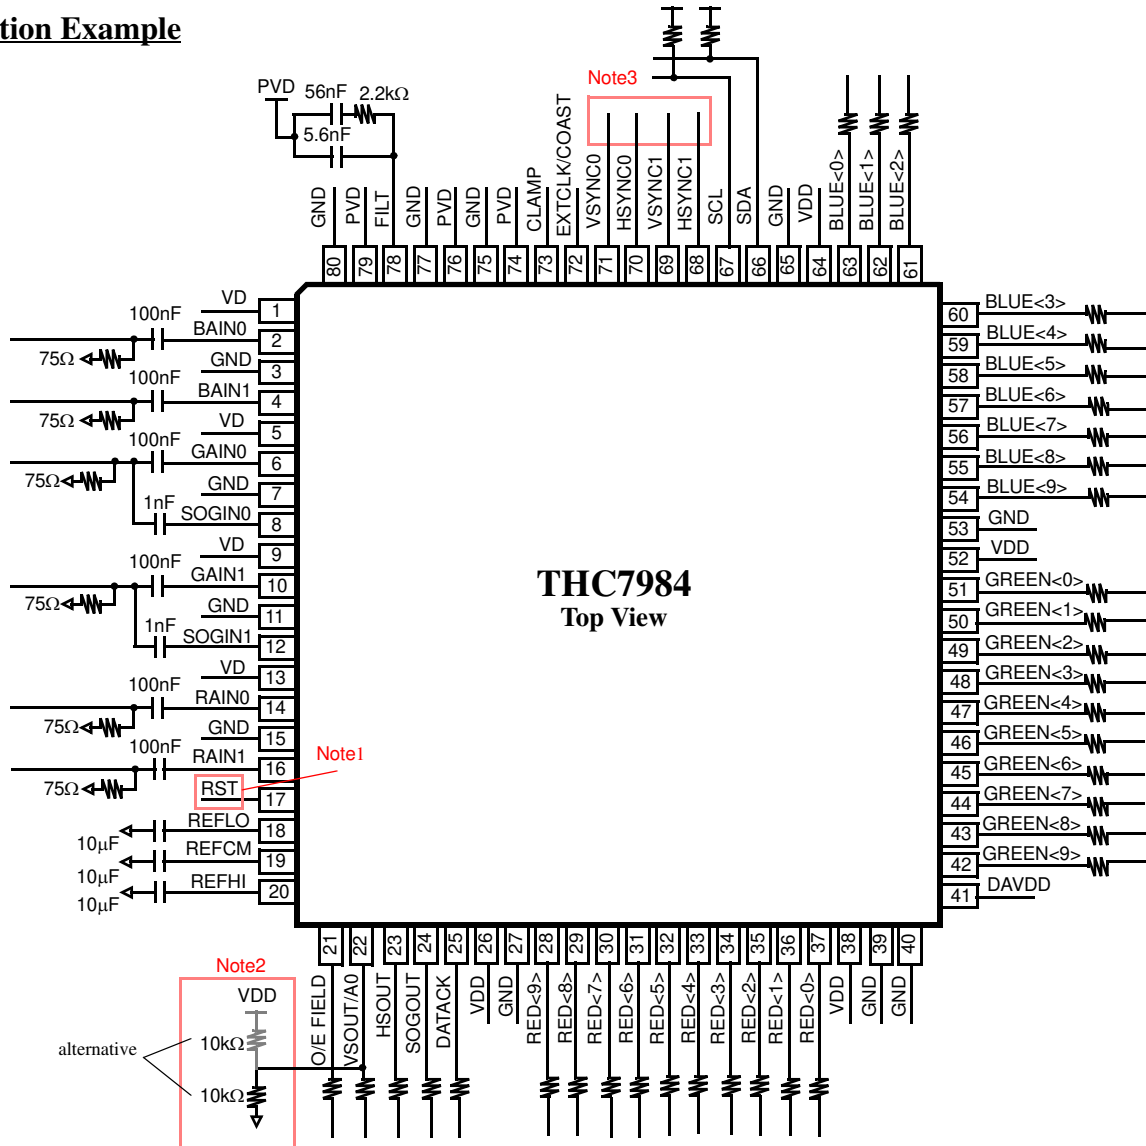 tion Example
PVD
56nF
2.2kΩ
5.6nF
Note3
GND
PVD
FILT
GND
PVD
GND
PVD
CLAMP
EXTCLK/COAST
VSYNC0
HSYNC0
VSYNC1
HSYNC1
SCL
SDA
GND
VDD
BLUE<0>
BLUE<1>
BLUE<2>
80
79
78
77
76
75
74
73
72
71
70
69
68
67
66
65
64
63
62
61
VD
1
100nF
BAIN0
2
75Ω
GND
3
100nF
BAIN1
4
75Ω
VD
5
100nF
GAIN0
6
75Ω
GND
7
1nF
SOGIN0
8
VD
9
100nF
GAIN1
10
75Ω
GND
11
1nF
SOGIN1
12
VD
13
100nF
RAIN0
14
75Ω
GND
15
100nF
RAIN1
16
75Ω
Note1
RST
17
REFLO
18
10µF
REFCM
19
10µF
REFHI
20
10µF
THC7984
Top View
60
BLUE<3>
59
BLUE<4>
58
BLUE<5>
57
BLUE<6>
56
BLUE<7>
55
BLUE<8>
54
BLUE<9>
53
GND
52
VDD
51
GREEN<0>
50
GREEN<1>
49
GREEN<2>
48
GREEN<3>
47
GREEN<4>
46
GREEN<5>
45
GREEN<6>
44
GREEN<7>
43
GREEN<8>
42
GREEN<9>
41
DAVDD
21
22
23
24
25
26
27
28
29
30
31
32
33
34
35
36
37
38
39
40
O/E FIELD
VSOUT/A0
HSOUT
SOGOUT
DATACK
VDD
GND
RED<9>
RED<8>
RED<7>
RED<6>
RED<5>
RED<4>
RED<3>
RED<2>
RED<1>
RED<0>
VDD
GND
GND
Note2
VDD
alternative
10kΩ
10kΩ